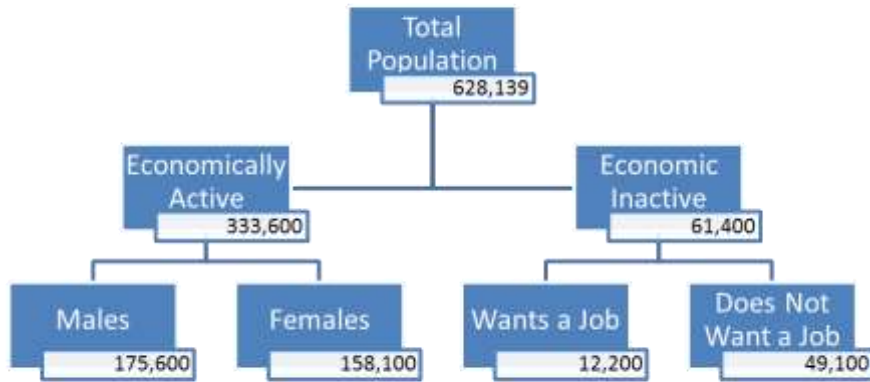 Total
Population
628,139
Economically
Active
333,600
Economic
Inactive
61,400
Males
175,600
Females
158,100
Wants a Job
12,200
Does Not
Want a Job
49,100